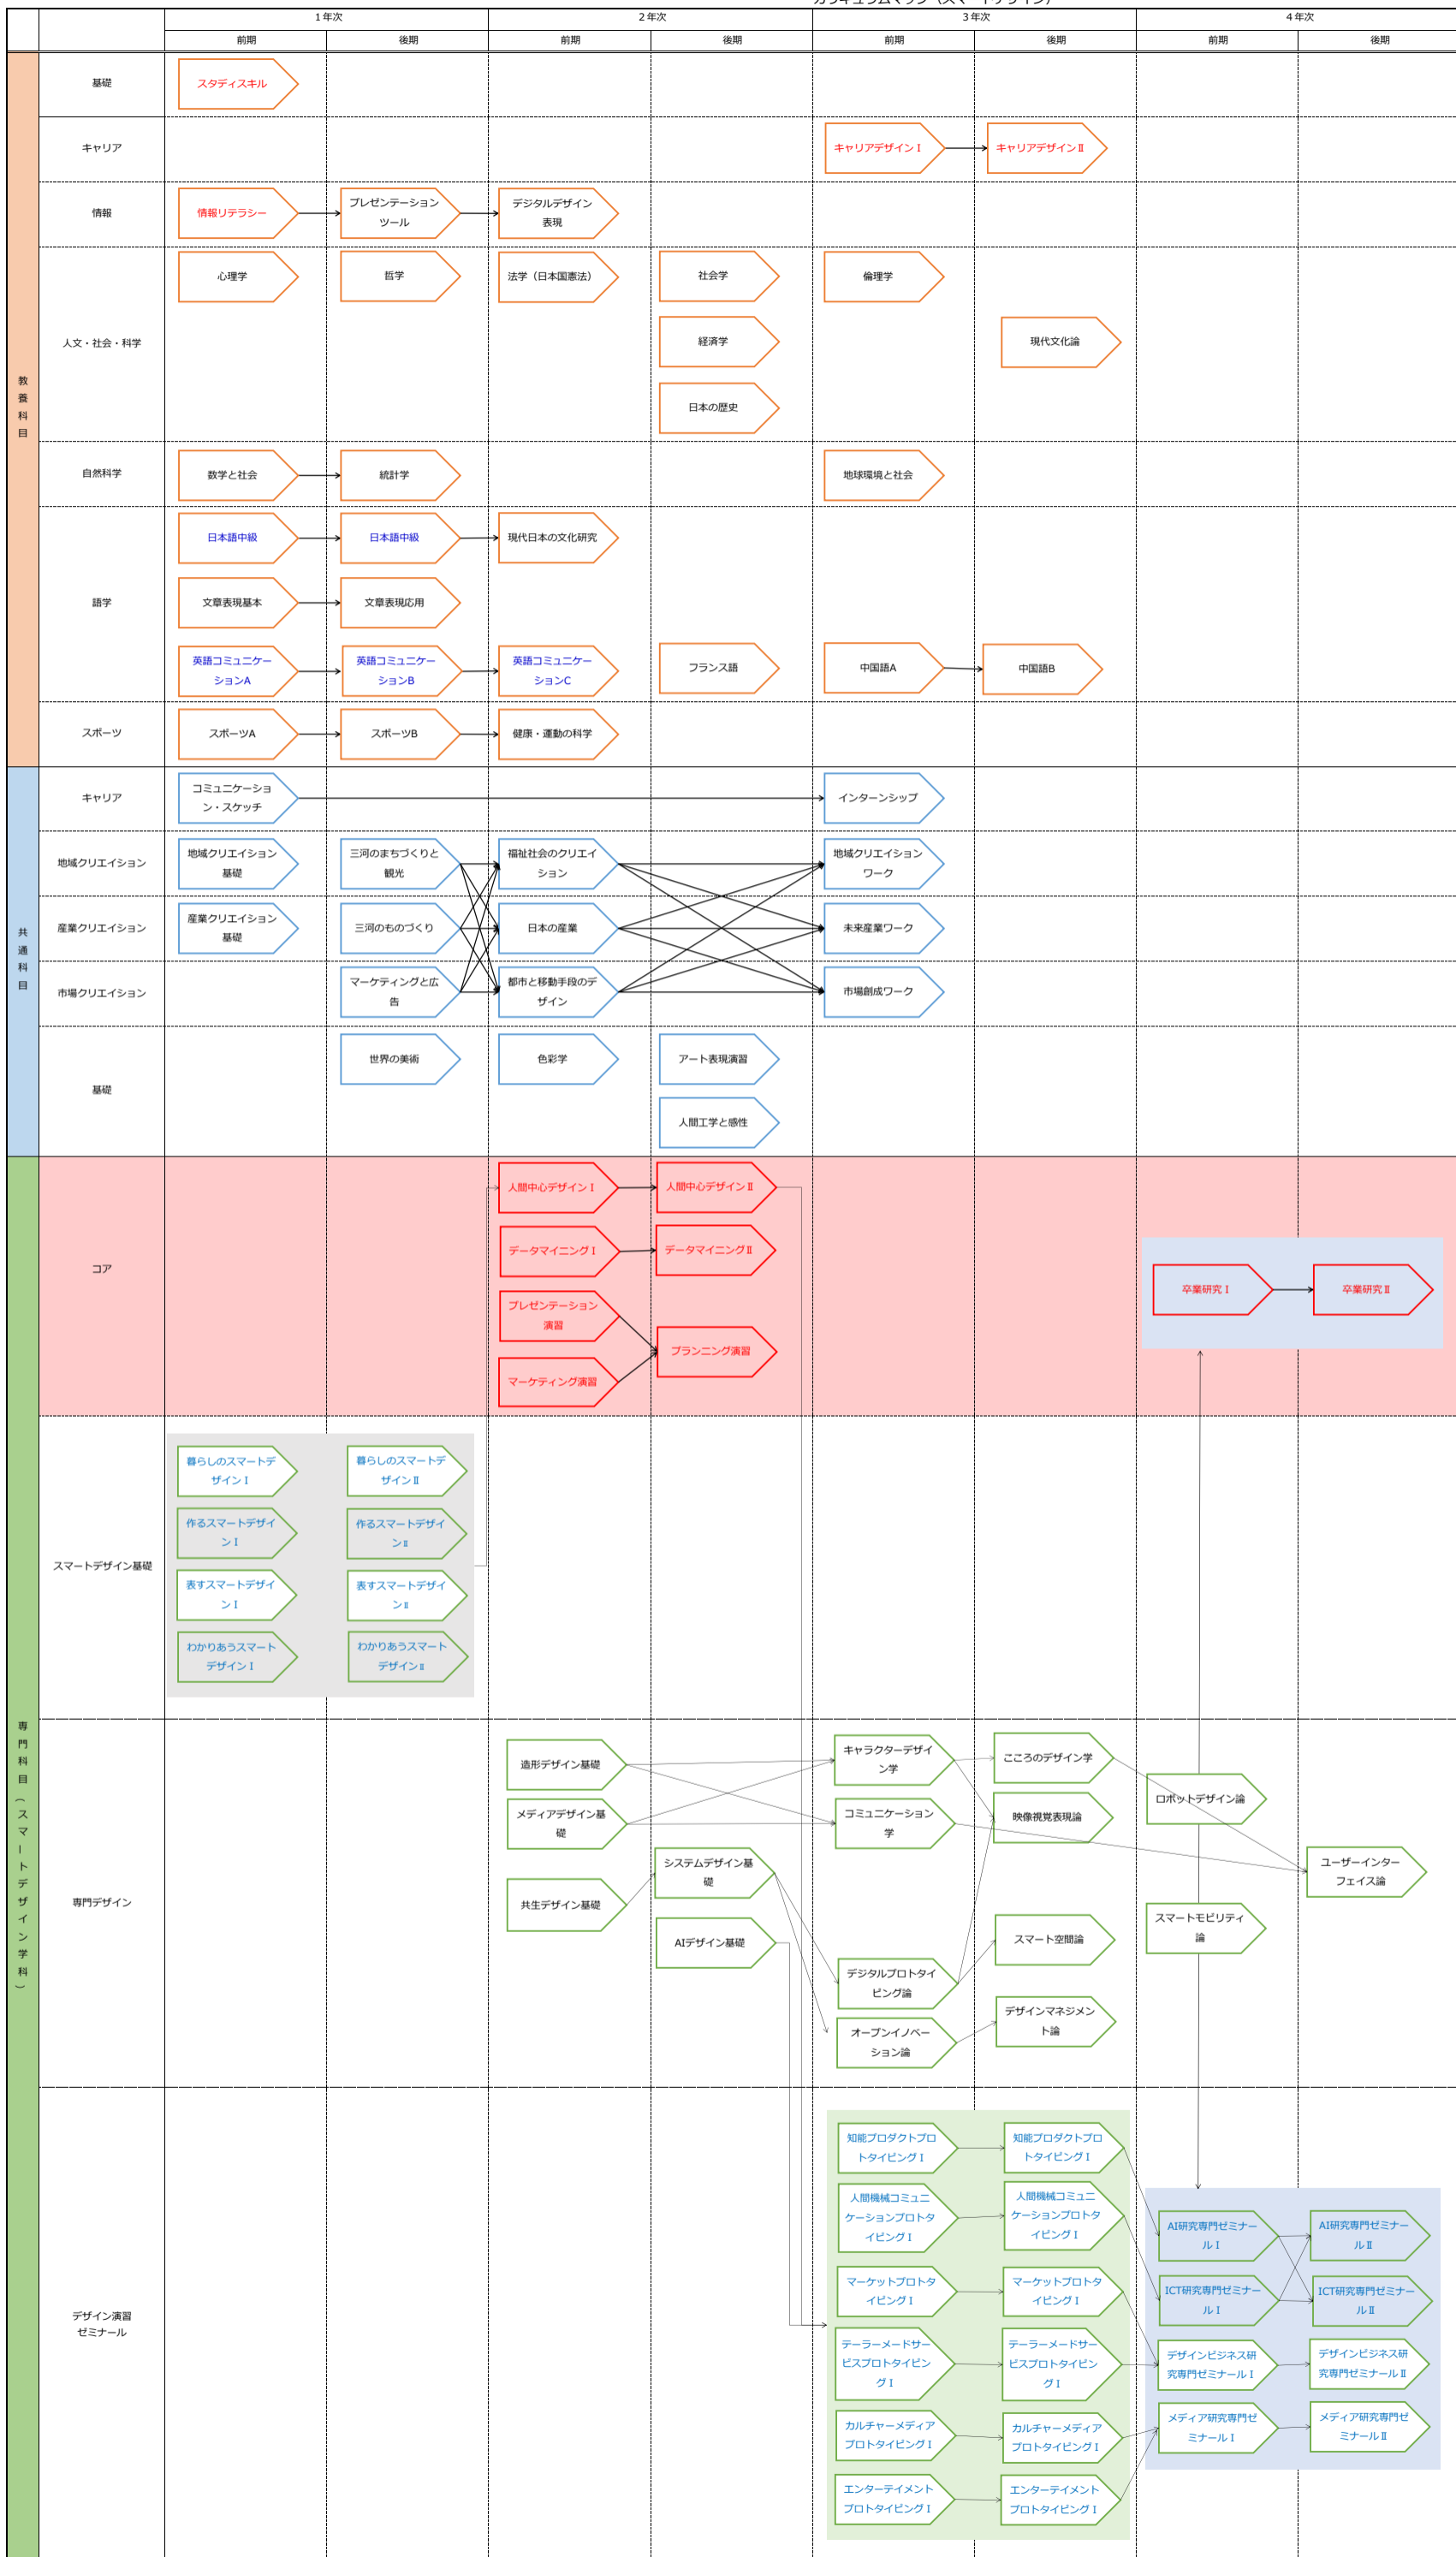 カリキュラムマップ（スマートデザイン）
1年次
2年次
3年次
4年次
前期
後期
前期
後期
前期
後期
前期
後期
教養科目
基礎
スタディスキル
キャリア
キャリアデザインⅠ
キャリアデザインⅡ
情報
情報リテラシー
プレゼンテーション
ツール
デジタルデザイン
表現
人文・社会・科学
心理学
哲学
法学（日本国憲法）
社会学
倫理学
経済学
現代文化論
日本の歴史
自然科学
数学と社会
統計学
地球環境と社会
語学
日本語中級
日本語中級
現代日本の文化研究
文章表現基本
文章表現応用
英語コミュニケー
ションA
英語コミュニケー
ションB
英語コミュニケー
ションC
フランス語
中国語A
中国語B
スポーツ
スポーツA
スポーツB
健康・運動の科学
共通科目
キャリア
コミュニケーショ
ン・スケッチ
インターンシップ
地域クリエイション
地域クリエイション
基礎
三河のまちづくりと
観光
福祉社会のクリエイ
ション
地域クリエイション
ワーク
産業クリエイション
産業クリエイション
基礎
三河のものづくり
日本の産業
未来産業ワーク
市場クリエイション
マーケティングと広
告
都市と移動手段のデ
ザイン
市場創成ワーク
基礎
世界の美術
色彩学
アート表現演習
人間工学と感性
専門科目（スマートデザイン学科）
コア
人間中心デザインⅠ
人間中心デザインⅡ
データマイニングⅠ
データマイニングⅡ
プレゼンテーション
演習
プランニング演習
マーケティング演習
卒業研究Ⅰ
卒業研究Ⅱ
スマートデザイン基礎
暮らしのスマートデ
ザインⅠ
暮らしのスマートデ
ザインⅡ
作るスマートデザイ
ンⅠ
作るスマートデザイ
ンⅡ
表すスマートデザイ
ンⅠ
表すスマートデザイ
ンⅡ
わかりあうスマート
デザインⅠ
わかりあうスマート
デザインⅡ
専門デザイン
造形デザイン基礎
メディアデザイン基
礎
共生デザイン基礎
システムデザイン基
礎
AIデザイン基礎
キャラクターデザイ
ン学
コミュニケーション
学
デジタルプロトタイ
ピング論
オープンイノベー
ション論
こころのデザイン学
映像視覚表現論
スマート空間論
デザインマネジメン
ト論
ロボットデザイン論
スマートモビリティ
論
ユーザーインター
フェイス論
デザイン演習
ゼミナール
知能プロダクトプロ
トタイピングⅠ
知能プロダクトプロ
トタイピングⅠ
人間機械コミュニ
ケーションプロトタ
イピングⅠ
人間機械コミュニ
ケーションプロトタ
イピングⅠ
マーケットプロトタ
イピングⅠ
マーケットプロトタ
イピングⅠ
テーラーメードサー
ビスプロトタイピン
グⅠ
テーラーメードサー
ビスプロトタイピン
グⅠ
カルチャーメディア
プロトタイピングⅠ
カルチャーメディア
プロトタイピングⅠ
エンターテイメント
プロトタイピングⅠ
エンターテイメント
プロトタイピングⅠ
AI研究専門ゼミナー
ルⅠ
AI研究専門ゼミナー
ルⅡ
ICT研究専門ゼミナー
ルⅠ
ICT研究専門ゼミナー
ルⅡ
デザインビジネス研
究専門ゼミナールⅠ
デザインビジネス研
究専門ゼミナールⅡ
メディア研究専門ゼ
ミナールⅠ
メディア研究専門ゼ
ミナールⅡ